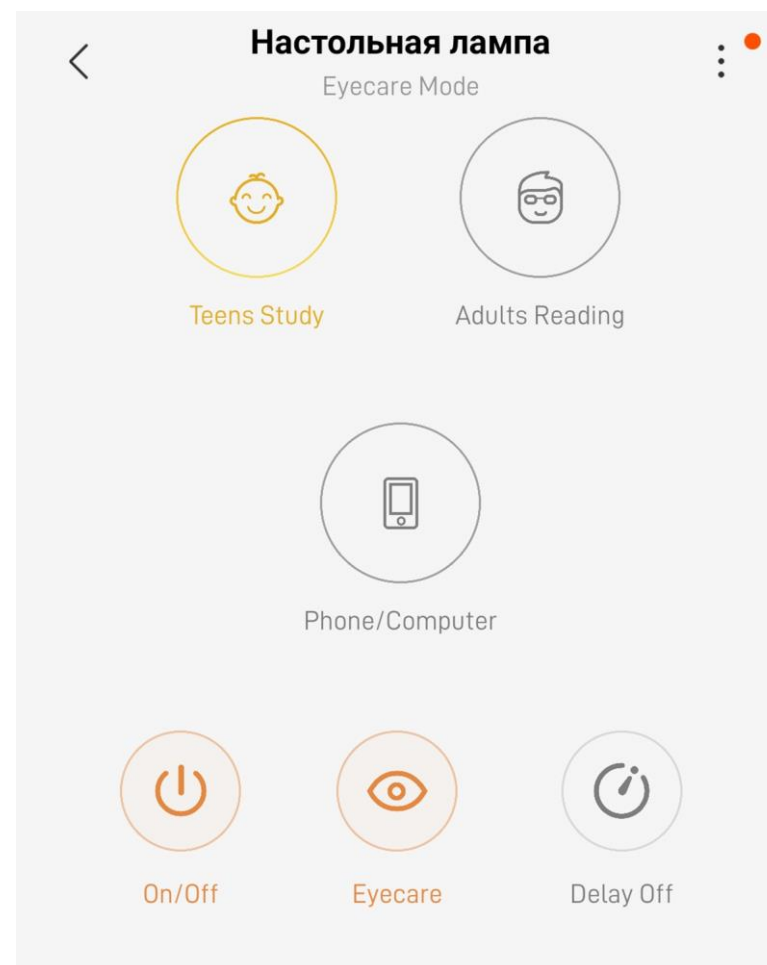 Настольная лампа
Eyecare Mode
Teens Study
Adults Reading
Phone/Computer
On/Off
Eyecare
Delay Off